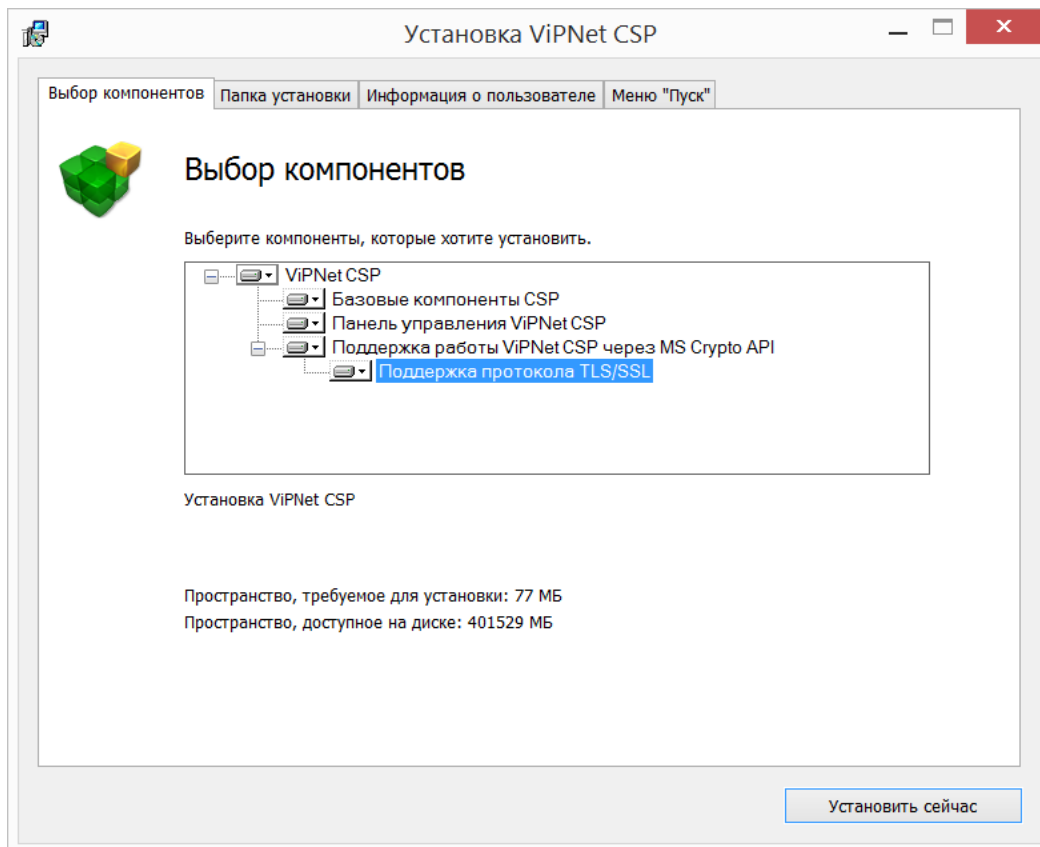 Установка ViPNet CSP
Выбор компонентов
Папка установки
Информация о пользователе
Меню "Пуск"
Выбор компонентов
Выберите компоненты, которые хотите установить.
ViPNet CSP
Базовые компоненты CSP
Панель управления ViPNet CSP
Поддержка работы ViPNet CSP через MS Crypto API
Поддержка протокола TLS/SSL
Установка ViPNet CSP
Пространство, требуемое для установки: 77 МБ
Пространство, доступное на диске: 401529 МБ
Установить сейчас